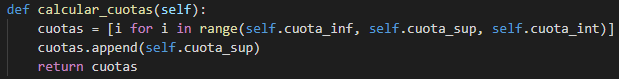 def calcular_cuotas(self):
    cuotas = [i for i in range(self.cuota_inf, self.cuota_sup, self.cuota_int)]
    cuotas.append(self.cuota_sup)
    return cuotas